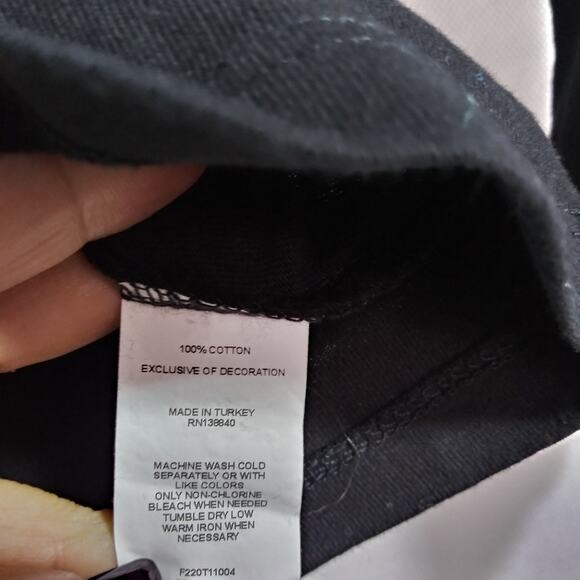 100% COTTON
EXCLUSIVE OF DECORATION
MADE IN TURKEY
RN138840
MACHINE WASH COLD
SEPARATELY OR WITH
LIKE COLORS
ONLY NON-CHLORINE
BLEACH WHEN NEEDED
TUMBLE DRY LOW
WARM IRON WHEN
NECESSARY
F220T11004